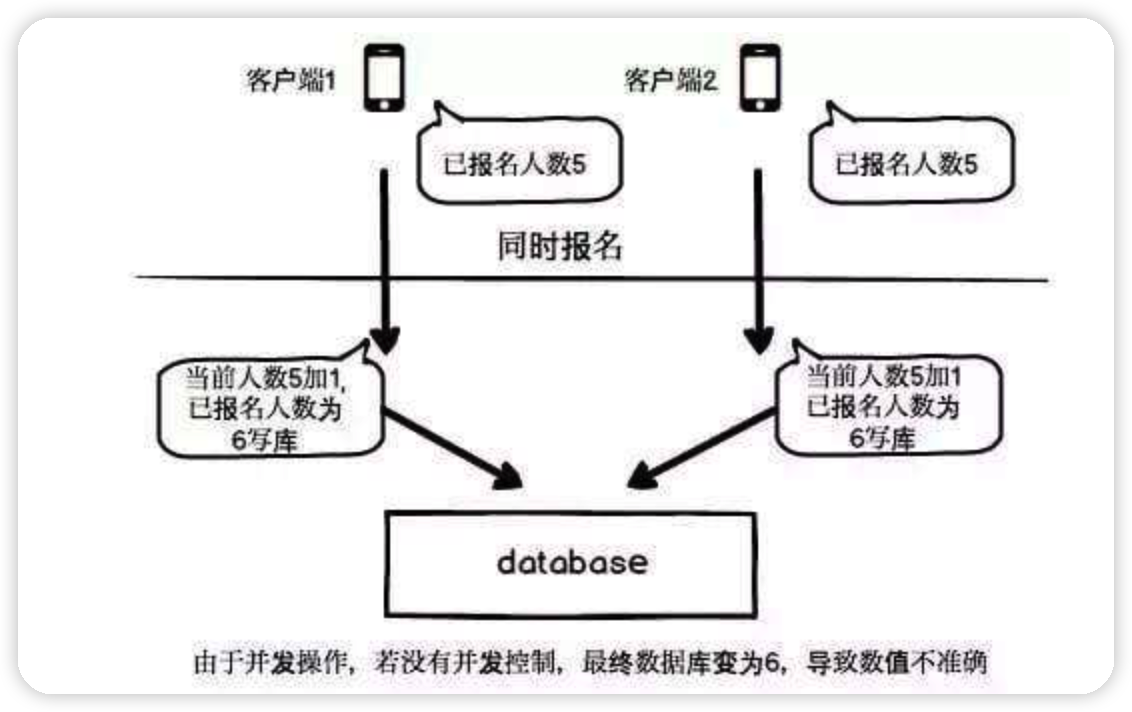 客户端1
客户端2
已报名人数5
已报名人数5
同时报名
当前人数5加1,
已报名人数为
6写库
当前人数5加1
已报名人数为
6写库
database
由于并发操作，若没有并发控制，最终数据库变为6，导致数值不准确